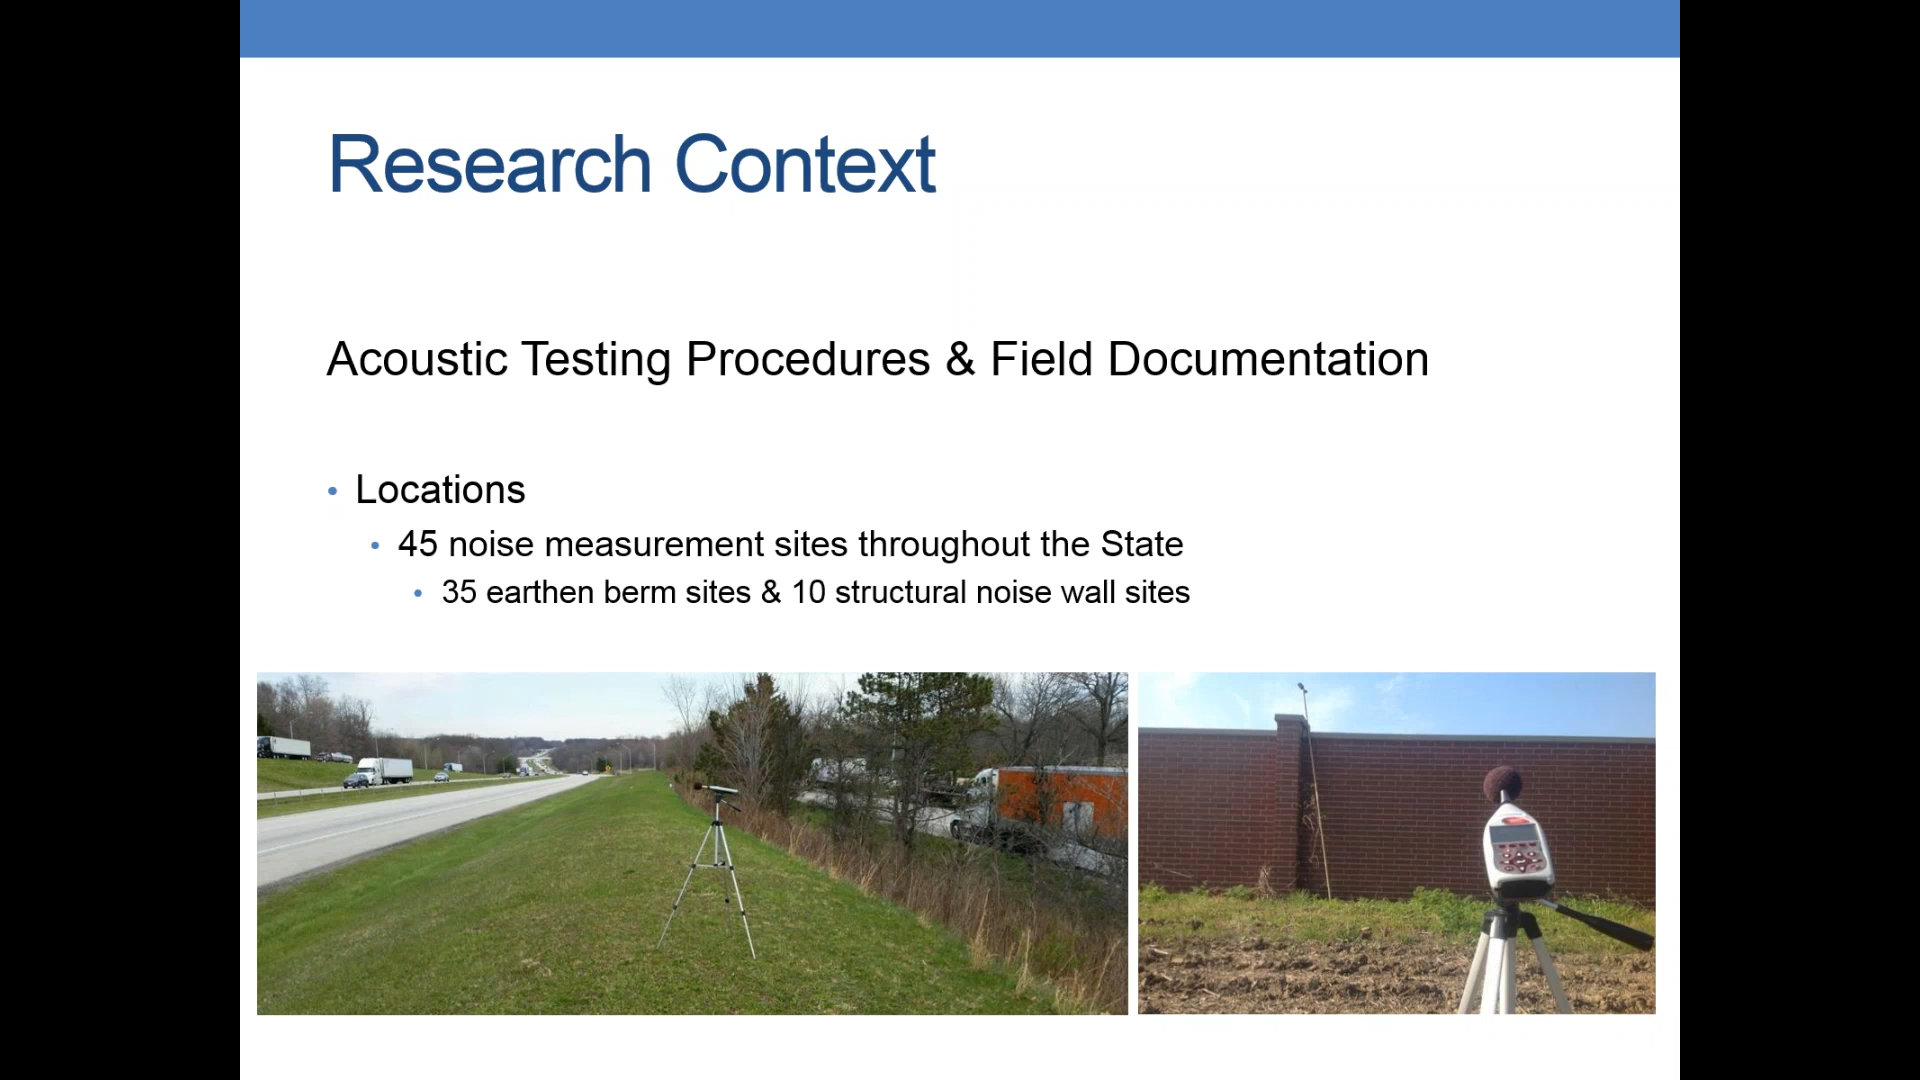 Research Context
Acoustic Testing Procedures & Field Documentation
• Locations
• 45 noise measurement sites throughout the State
• 35 earthen berm sites & 10 structural noise wall sites